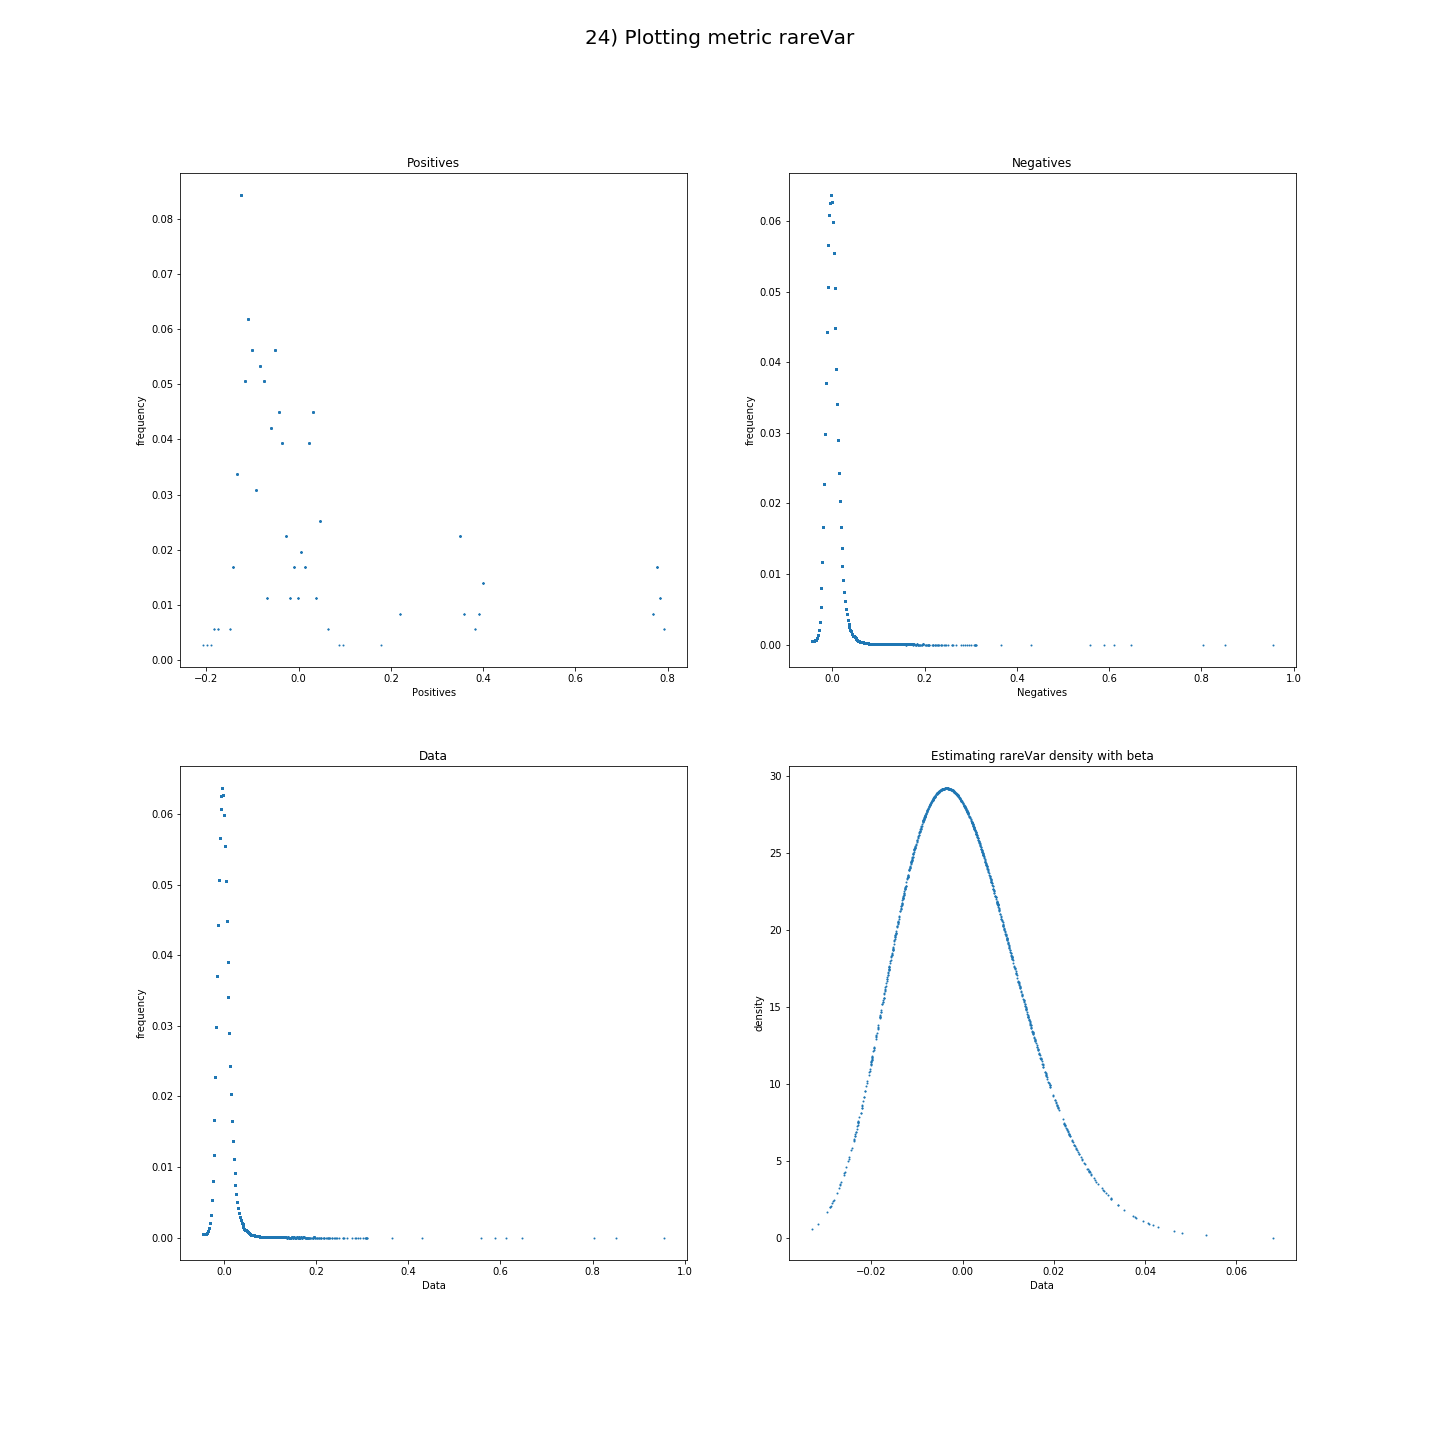 24) Plotting metric rareVar
Positives
Negatives
0.08
0.07
0.06
0.05
0.04
0.03
0.02
0.01
0.00
frequency
−0.2 0.0 0.2 0.4 0.6 0.8
Positives
0.06
0.05
0.04
0.03
0.02
0.01
0.00
frequency
0.0 0.2 0.4 0.6 0.8 1.0
Negatives
Data
Estimating rareVar density with beta
0.06
0.05
0.04
0.03
0.02
0.01
0.00
frequency
0.0 0.2 0.4 0.6 0.8 1.0
Data
30
25
20
15
10
5
0
density
−0.02 0.00 0.02 0.04 0.06
Data